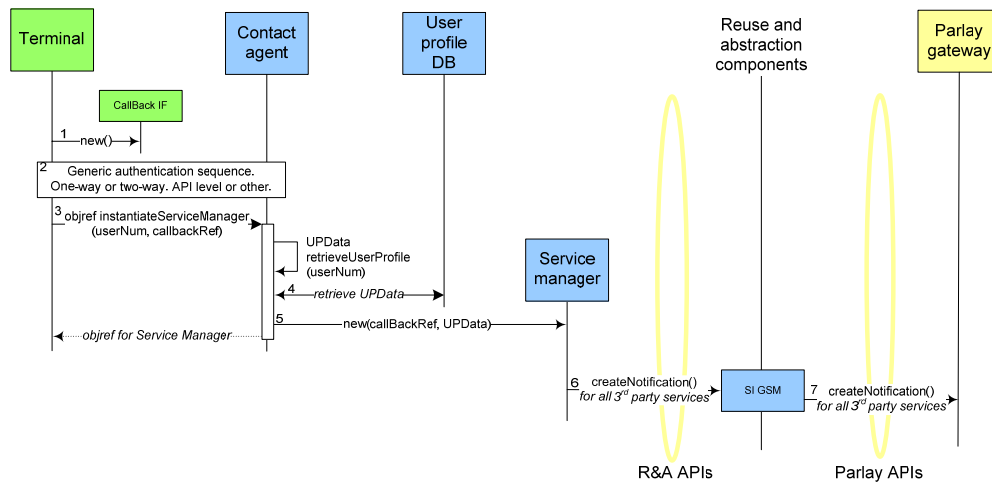 Terminal
Contact
agent
User
profile
DB
Reuse and
abstraction
components
Parlay
gateway
CallBack IF
1 new()
2 Generic authentication sequence.
One-way or two-way. API level or other.
3 objref instantiateServiceManager
(userNum, callbackRef)
UPData
retrieveUserProfile
(userNum)
Service
manager
4 retrieve UPData
5 new(callBackRef, UPData)
objref for Service Manager
6 createNotification()
for all 3rd party services
SI GSM
7 createNotification()
for all 3rd party services
R&A APIs
Parlay APIs